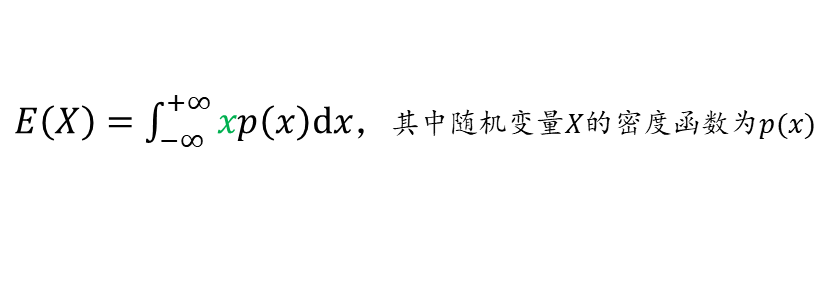 E(X) = ∫_{-∞}^{+∞} xp(x)dx，其中随机变量X的密度函数为p(x)